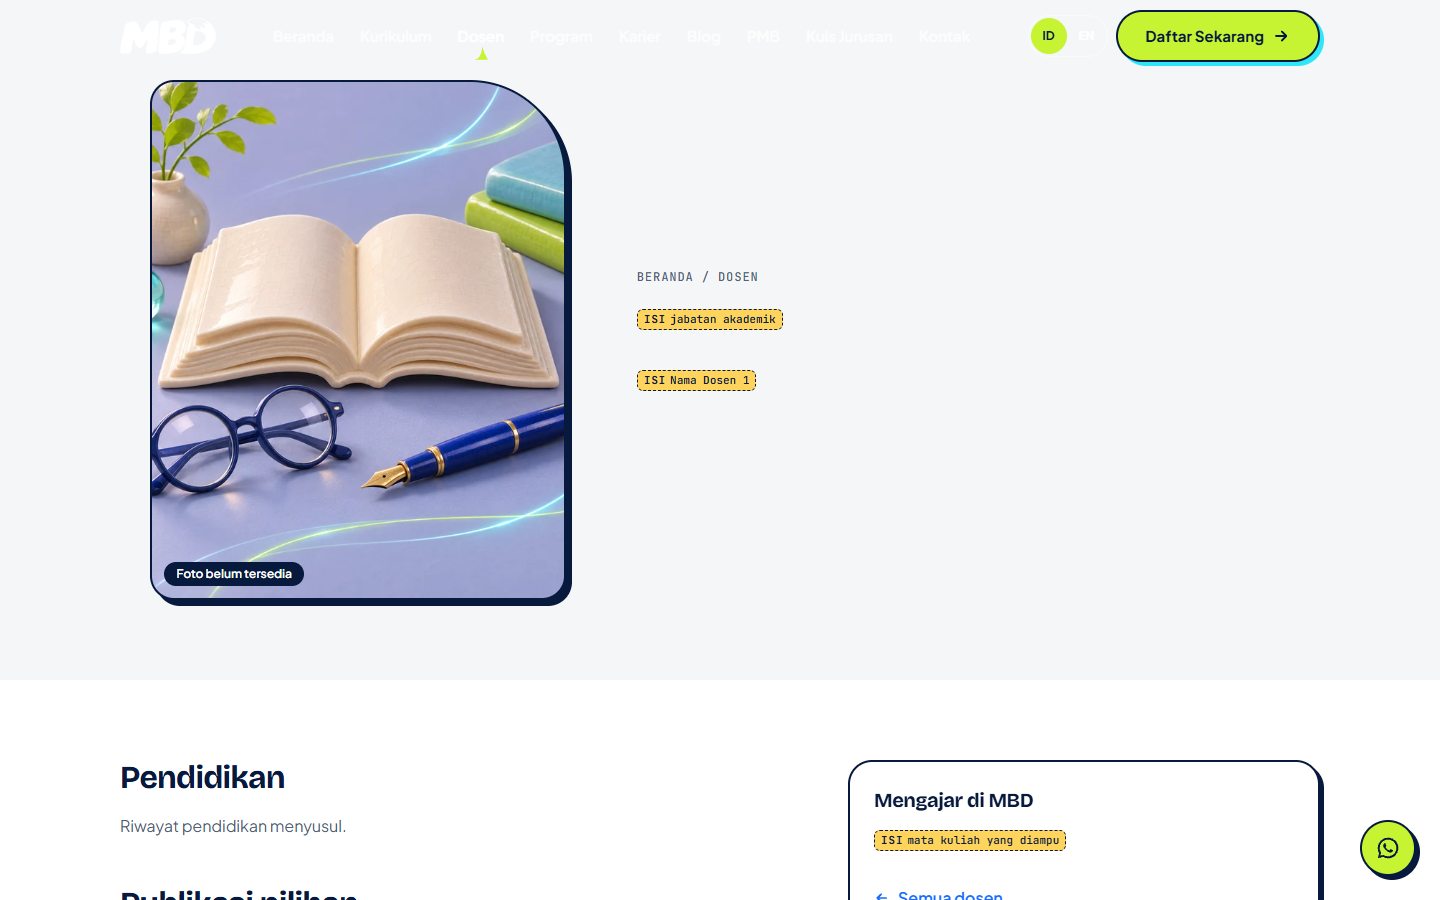 MBD Beranda Kurikulum Dosen Program Karier Blog PMB Kuis Jurusan Kontak ID EN Daftar Sekarang →
BERANDA / DOSEN
ISI jabatan akademik
ISI Nama Dosen 1
Foto belum tersedia
Pendidikan
Riwayat pendidikan menyusul.
Publikasi pilihan
Mengajar di MBD
ISI mata kuliah yang diampu
← Semua dosen